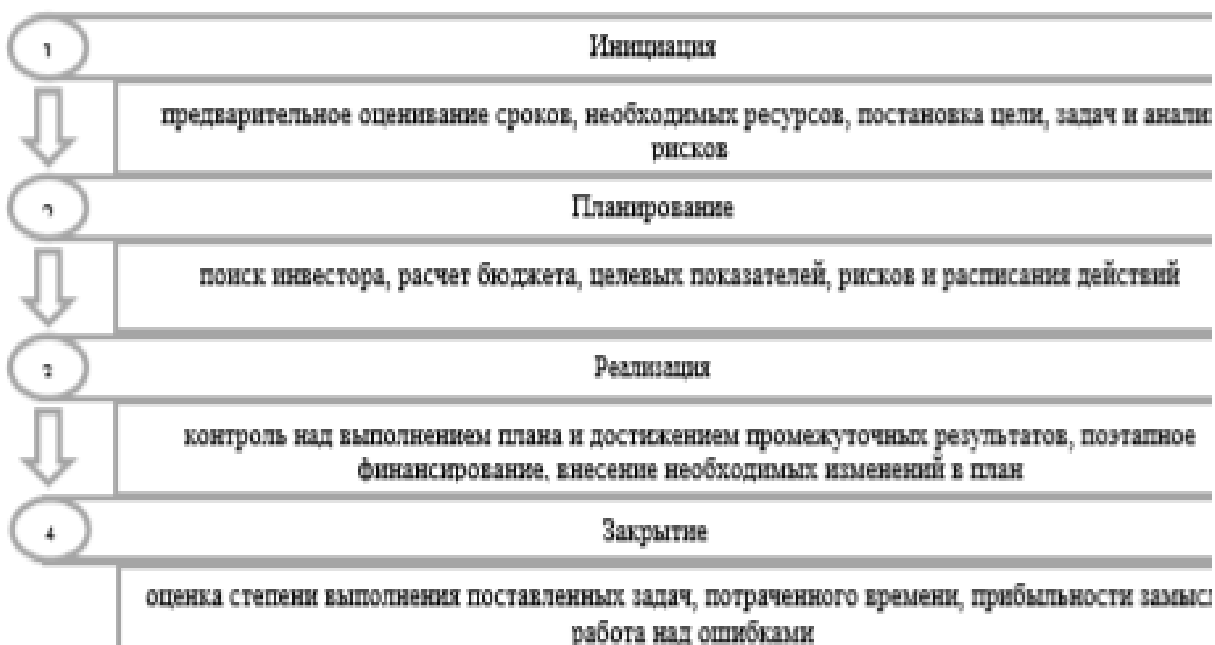 1
Инициация
предварительное оценивание сроков, необходимых ресурсов, постановка цели, задач и анализ
рисков
Планирование
поиск инвестора, расчет бюджета, целевых показателей, рисков и расписания действий
Реализация
контроль над выполнением плана и достижением промежуточных результатов, поэтапное
финансирование, внесение необходимых изменений в план
4
Закрытие
оценка степени выполнения поставленных задач, потраченного времени, прибыльности
работа над ошибками